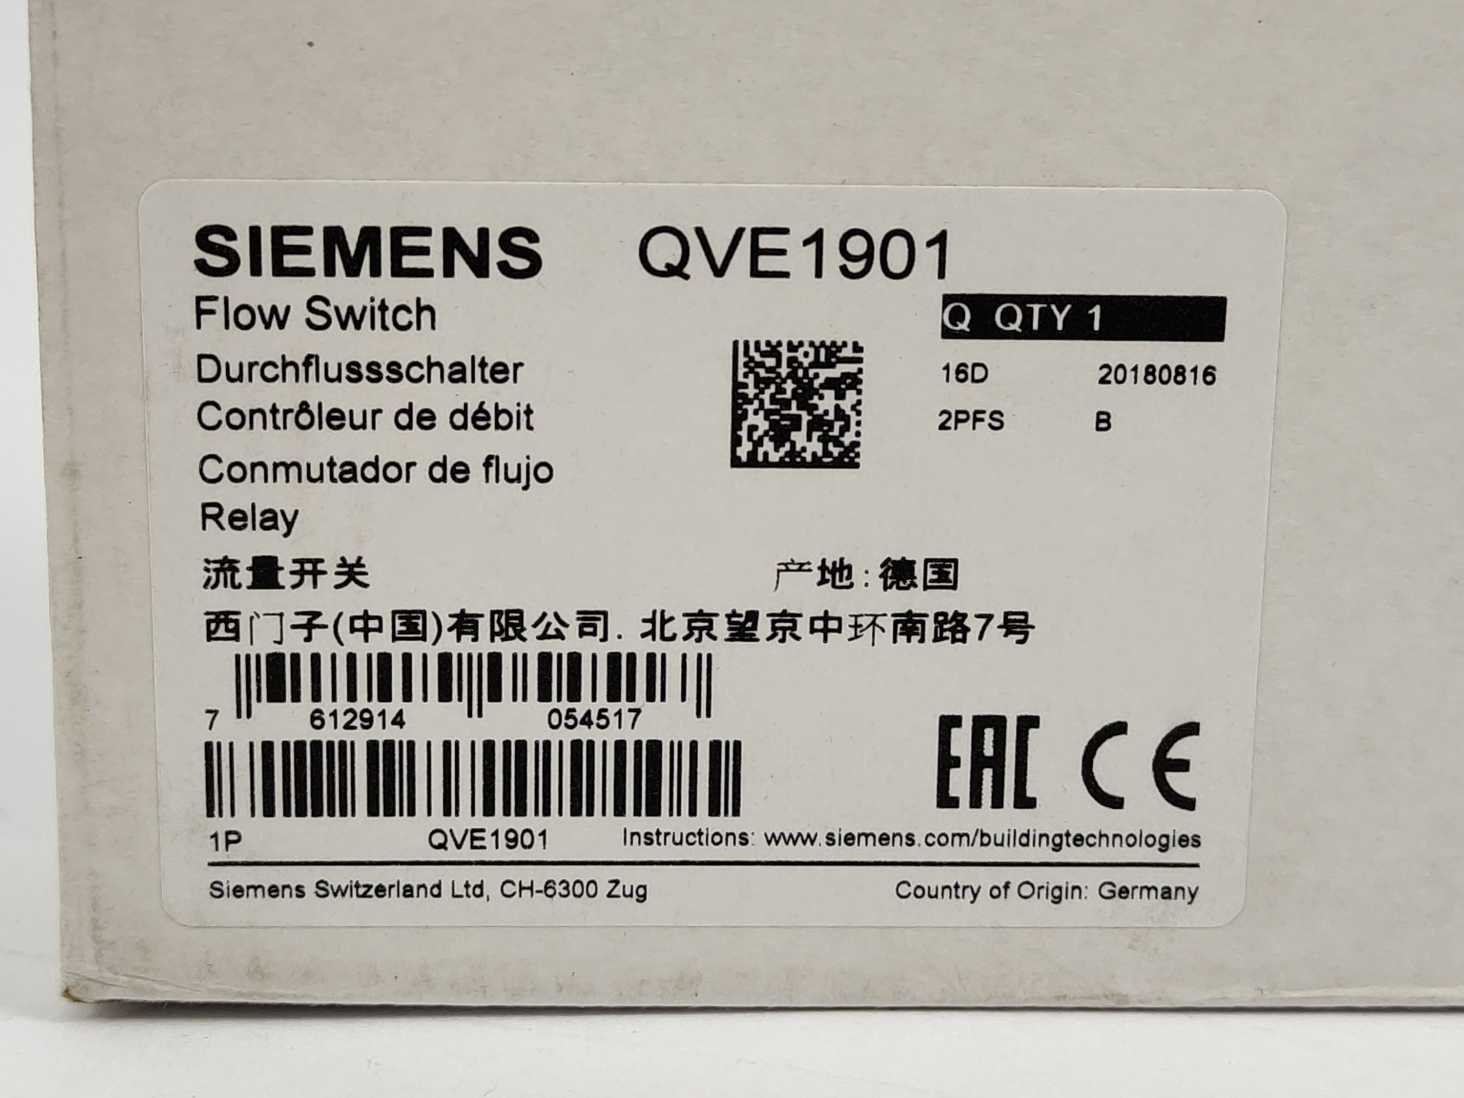 SIEMENS QVE1901
Flow Switch
Q QTY 1
Durchflussschalter
16D 20180816
Contrôleur de débit
2PFS B
Conmutador de flujo
Relay
流量开关 产地:德国
西门子(中国)有限公司. 北京望京中环南路7号
7 612914 054517
EAC CE
1P QVE1901 Instructions: www.siemens.com/buildingtechnologies
Siemens Switzerland Ltd, CH-6300 Zug Country of Origin: Germany